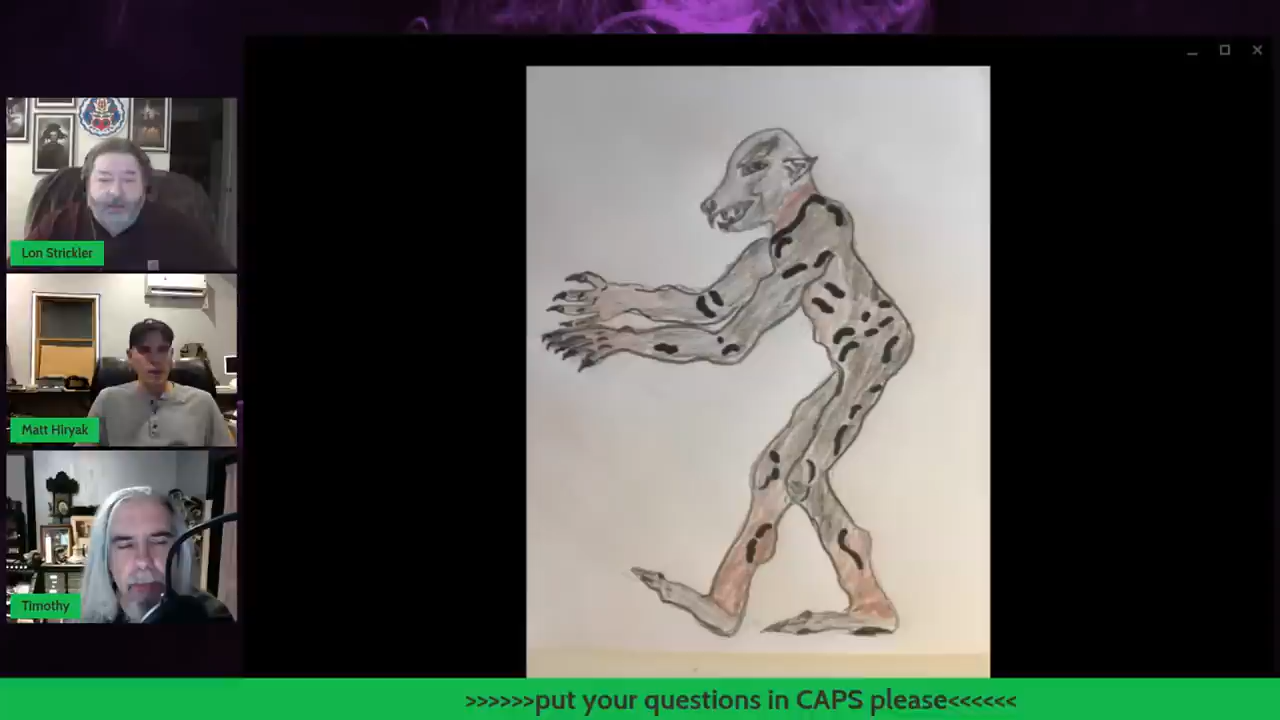 Lon Strickler
Matt Hiryak
Timothy
>>>>>>put your questions in CAPS please<<<<<<